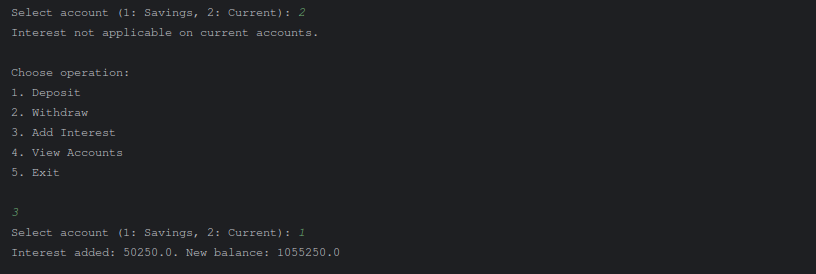 Select account (1: Savings, 2: Current): 2
Interest not applicable on current accounts.
Choose operation:
1. Deposit
2. Withdraw
3. Add Interest
4. View Accounts
5. Exit
3
Select account (1: Savings, 2: Current): 1
Interest added: 50250.0. New balance: 1055250.0